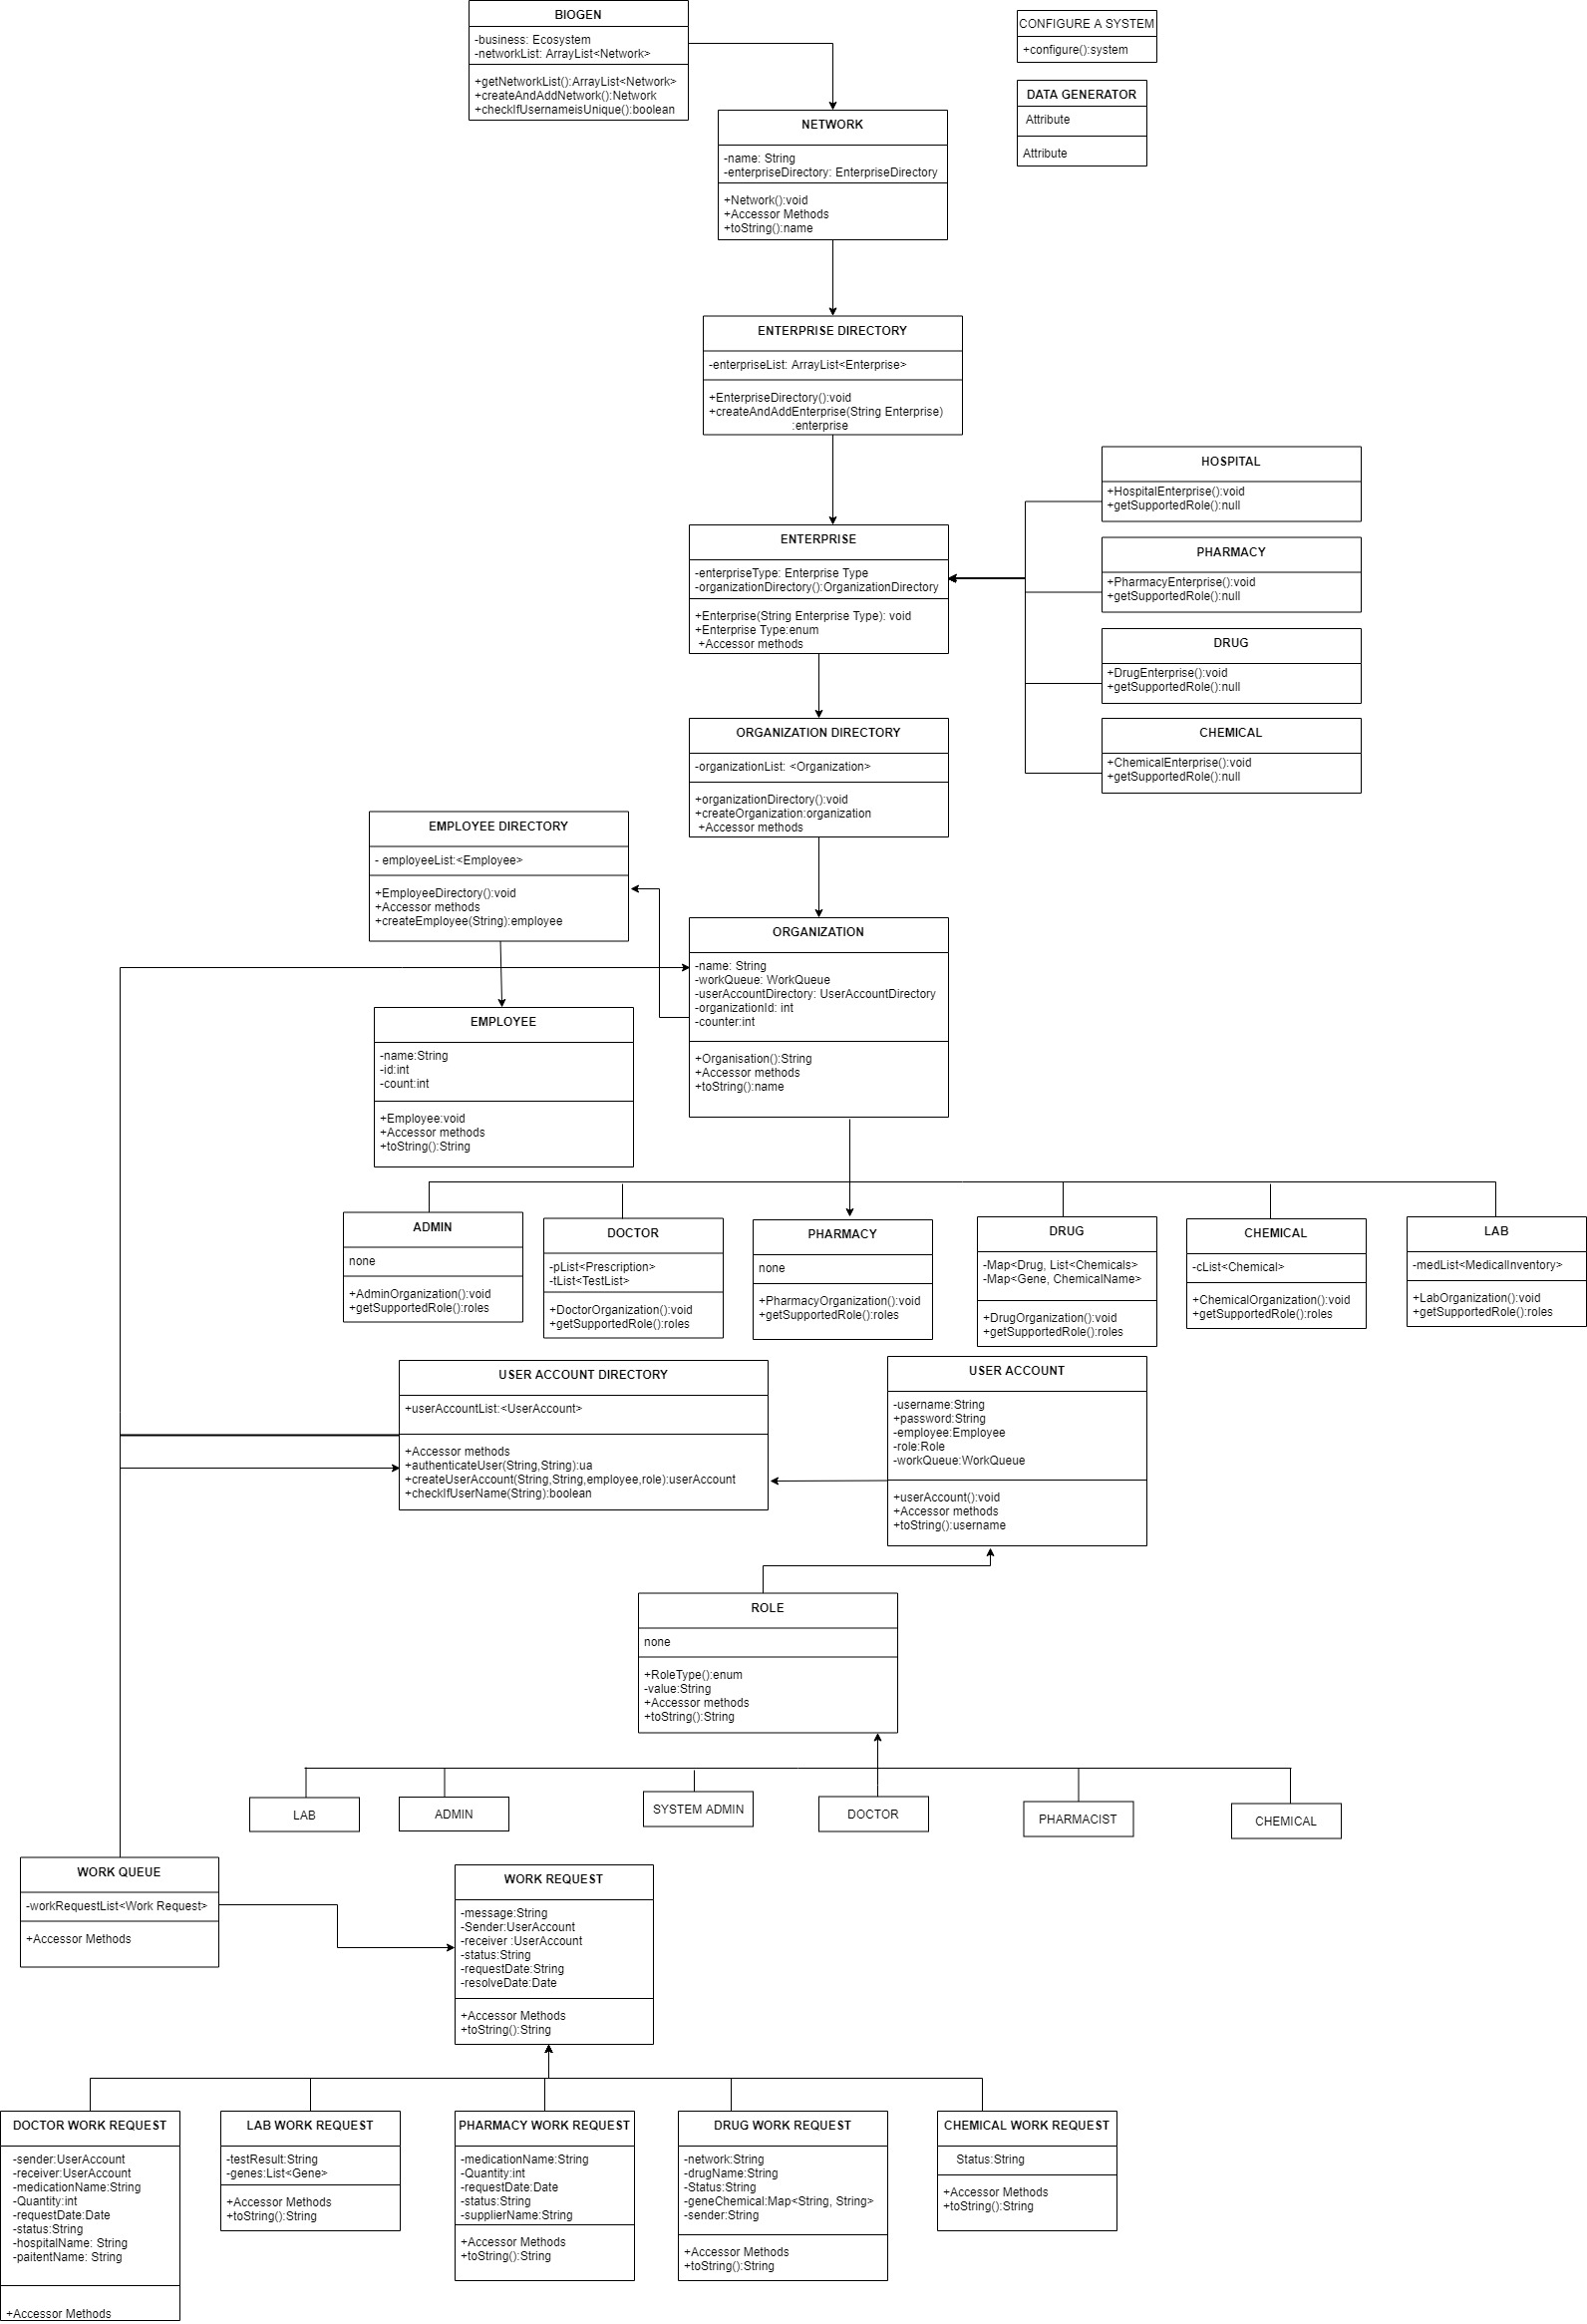 BIOGEN
-business: Ecosystem
-networkList: ArrayList<Network>
+getNetworkList():ArrayList<Network>
+createAndAddNetwork():Network
+checkIfUsernameisUnique():boolean
CONFIGURE A SYSTEM
+configure():system
DATA GENERATOR
Attribute
Attribute
NETWORK
-name: String
-enterpriseDirectory: EnterpriseDirectory
+Network():void
+Accessor Methods
+toString():name
ENTERPRISE DIRECTORY
-enterpriseList: ArrayList<Enterprise>
+EnterpriseDirectory():void
+createAndAddEnterprise(String Enterprise)
:enterprise
HOSPITAL
+HospitalEnterprise():void
+getSupportedRole():null
PHARMACY
+PharmacyEnterprise():void
+getSupportedRole():null
DRUG
+DrugEnterprise():void
+getSupportedRole():null
CHEMICAL
+ChemicalEnterprise():void
+getSupportedRole():null
ENTERPRISE
-enterpriseType: Enterprise Type
-organizationDirectory():OrganizationDirectory
+Enterprise(String Enterprise Type): void
+Enterprise Type:enum
+Accessor methods
ORGANIZATION DIRECTORY
-organizationList: <Organization>
+organizationDirectory():void
+createOrganization:organization
+Accessor methods
EMPLOYEE DIRECTORY
- employeeList:<Employee>
+EmployeeDirectory():void
+Accessor methods
+createEmployee(String):employee
ORGANIZATION
-name: String
-workQueue: WorkQueue
-userAccountDirectory: UserAccountDirectory
-organizationId: int
-counter:int
+Organisation():String
+Accessor methods
+toString():name
EMPLOYEE
-name:String
-id:int
-count:int
+Employee:void
+Accessor methods
+toString():String
ADMIN
none
+AdminOrganization():void
+getSupportedRole():roles
DOCTOR
-pList<Prescription>
-tList<TestList>
+DoctorOrganization():void
+getSupportedRole():roles
PHARMACY
none
+PharmacyOrganization():void
+getSupportedRole():roles
DRUG
-Map<Drug, List<Chemicals>
-Map<Gene, ChemicalName>
+DrugOrganization():void
+getSupportedRole():roles
CHEMICAL
-cList<Chemical>
+ChemicalOrganization():void
+getSupportedRole():roles
LAB
-medList<MedicalInventory>
+LabOrganization():void
+getSupportedRole():roles
USER ACCOUNT DIRECTORY
+userAccountList:<UserAccount>
+Accessor methods
+authenticateUser(String,String):ua
+createUserAccount(String,String,employee,role):userAccount
+checkIfUserName(String):boolean
USER ACCOUNT
-username:String
+password:String
-employee:Employee
-role:Role
-workQueue:WorkQueue
+userAccount():void
+Accessor methods
+toString():username
ROLE
none
+RoleType():enum
-value:String
+Accessor methods
+toString():String
LAB
ADMIN
SYSTEM ADMIN
DOCTOR
PHARMACIST
CHEMICAL
WORK QUEUE
-workRequestList<Work Request>
+Accessor Methods
WORK REQUEST
-message:String
-Sender:UserAccount
-receiver :UserAccount
-status:String
-requestDate:String
-resolveDate:Date
+Accessor Methods
+toString():String
DOCTOR WORK REQUEST
-sender:UserAccount
-receiver:UserAccount
-medicationName:String
-Quantity:int
-requestDate:Date
-status:String
-hospitalName: String
-paitentName: String
+Accessor Methods
LAB WORK REQUEST
-testResult:String
-genes:List<Gene>
+Accessor Methods
+toString():String
PHARMACY WORK REQUEST
-medicationName:String
-Quantity:int
-requestDate:Date
-status:String
-supplierName:String
+Accessor Methods
+toString():String
DRUG WORK REQUEST
-network:String
-drugName:String
-Status:String
-geneChemical:Map<String, String>
-sender:String
+Accessor Methods
+toString():String
CHEMICAL WORK REQUEST
Status:String
+Accessor Methods
+toString():String